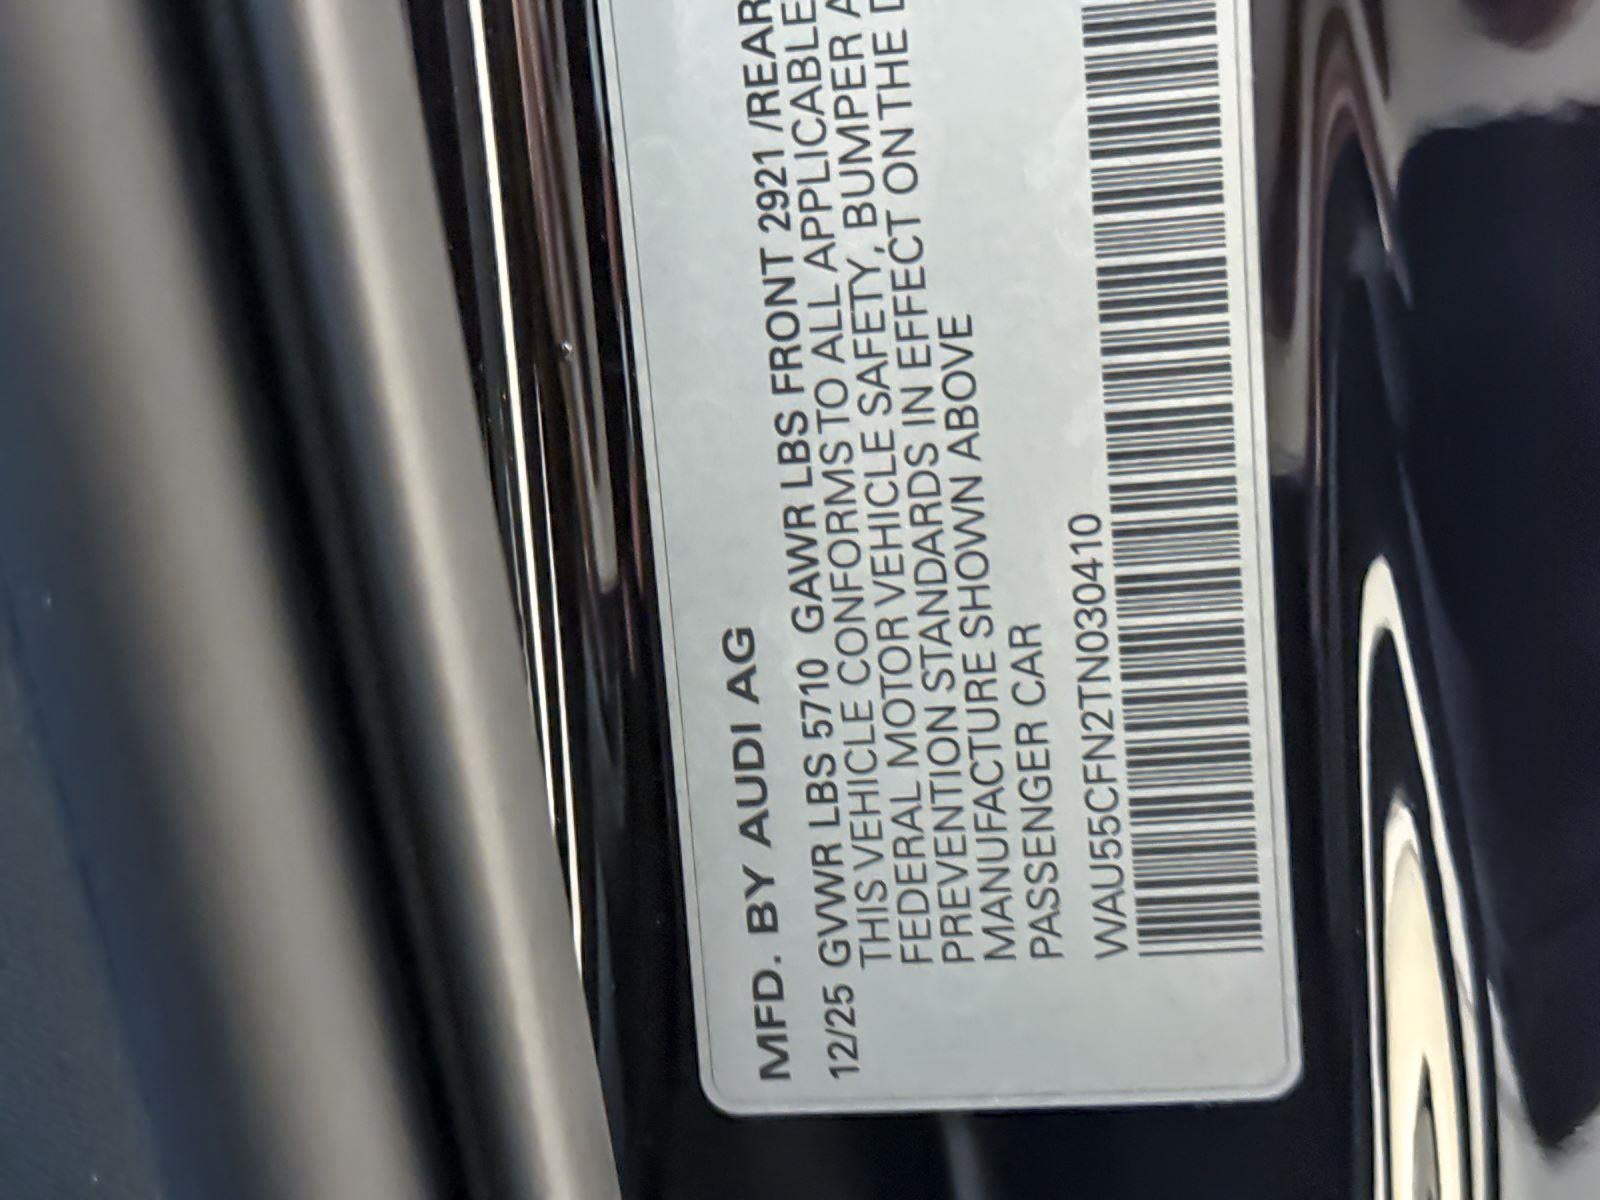 MFD. BY AUDI AG
12/25 GVWR LBS 5710 GAWR LBS FRONT 2921 /REAR
THIS VEHICLE CONFORMS TO ALL APPLICABLE
FEDERAL MOTOR VEHICLE SAFETY, BUMPER A
PREVENTION STANDARDS IN EFFECT ON THE D
MANUFACTURE SHOWN ABOVE
PASSENGER CAR
WAU55CFN2TN030410